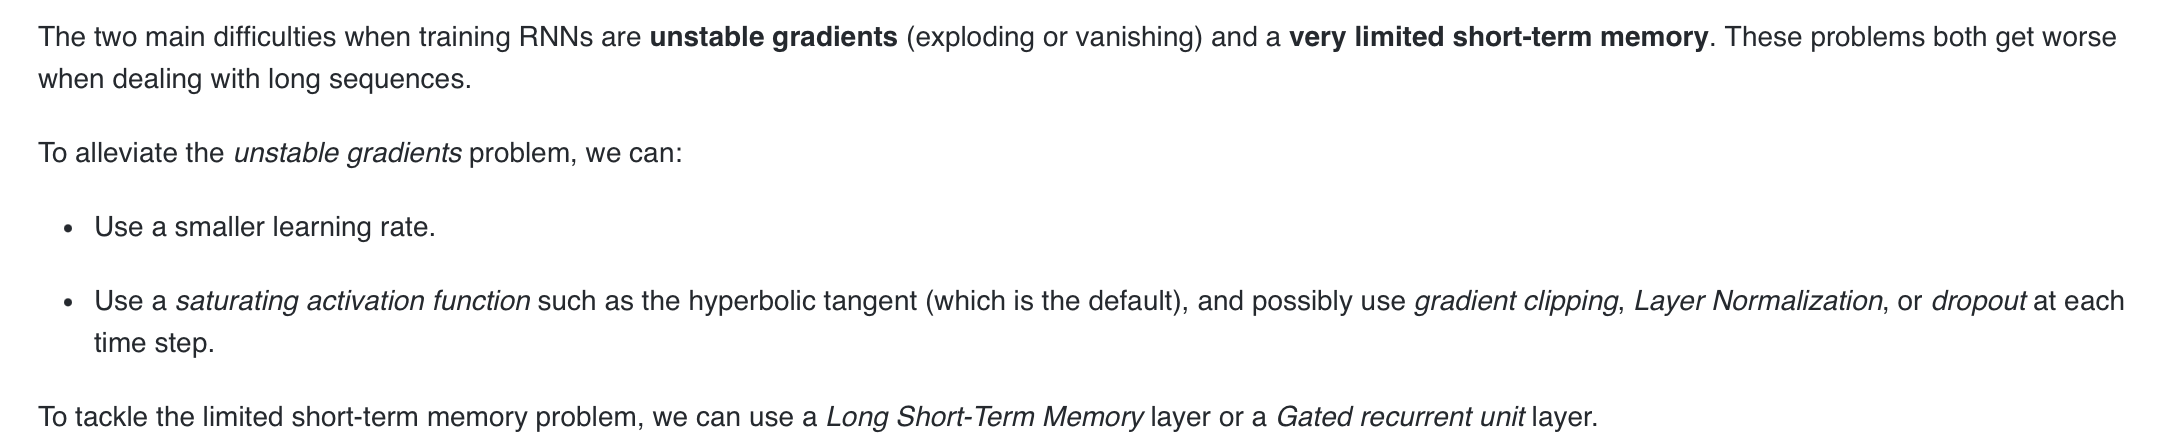 The two main difficulties when training RNNs are unstable gradients (exploding or vanishing) and a very limited short-term memory. These problems both get worse
when dealing with long sequences.
To alleviate the unstable gradients problem, we can:
• Use a smaller learning rate.
• Use a saturating activation function such as the hyperbolic tangent (which is the default), and possibly use gradient clipping, Layer Normalization, or dropout at each
time step.
To tackle the limited short-term memory problem, we can use a Long Short-Term Memory layer or a Gated recurrent unit layer.